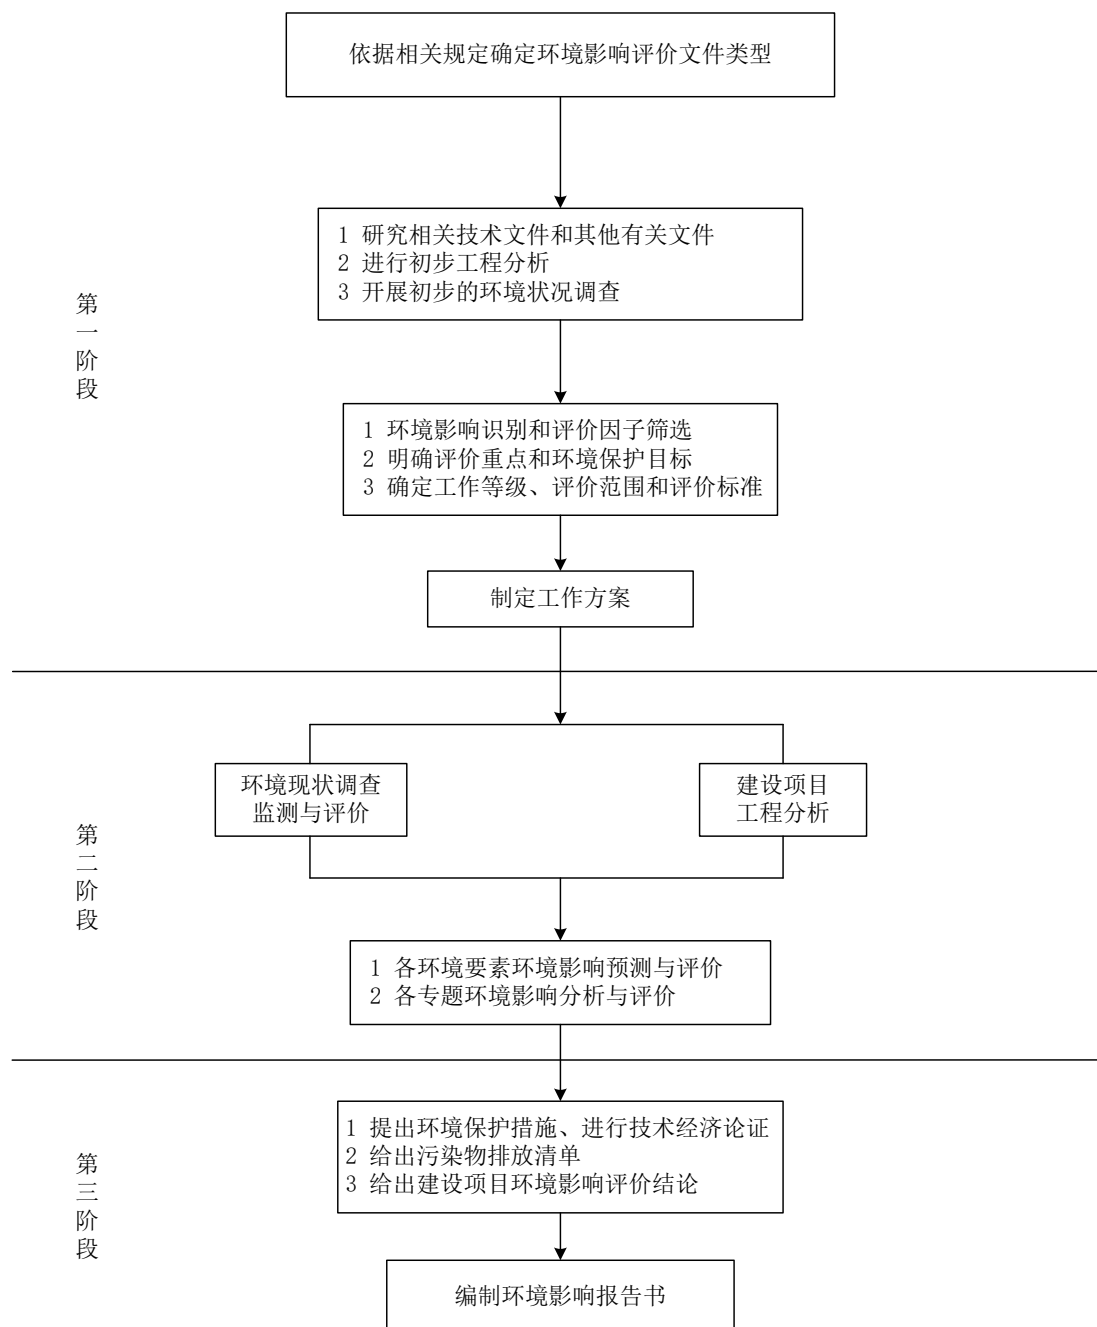 依据相关规定确定环境影响评价文件类型
1 研究相关技术文件和其他有关文件
2 进行初步工程分析
3 开展初步的环境状况调查
第
一
阶
段
1 环境影响识别和评价因子筛选
2 明确评价重点和环境保护目标
3 确定工作等级、评价范围和评价标准
制定工作方案
环境现状调查
监测与评价
建设项目
工程分析
第
二
阶
段
1 各环境要素环境影响预测与评价
2 各专题环境影响分析与评价
1 提出环境保护措施、进行技术经济论证
2 给出污染物排放清单
3 给出建设项目环境影响评价结论
第
三
阶
段
编制环境影响报告书